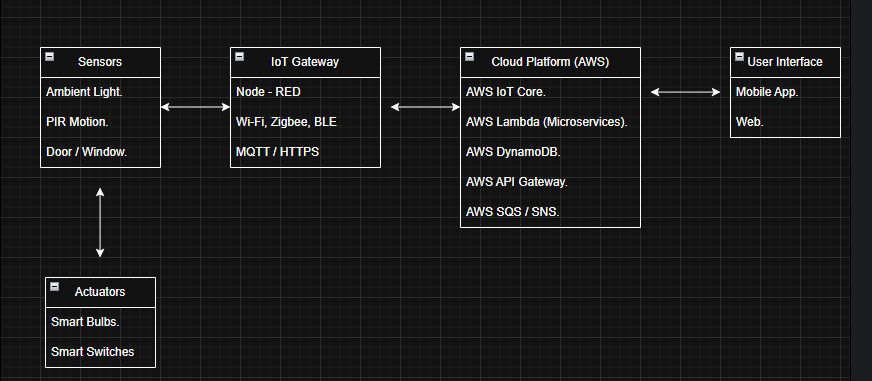 Sensors
Ambient Light.
PIR Motion.
Door / Window.
IoT Gateway
Node - RED
Wi-Fi, Zigbee, BLE
MQTT / HTTPS
Cloud Platform (AWS)
AWS IoT Core.
AWS Lambda (Microservices).
AWS DynamoDB.
AWS API Gateway.
AWS SQS / SNS.
User Interface
Mobile App.
Web.
Actuators
Smart Bulbs.
Smart Switches